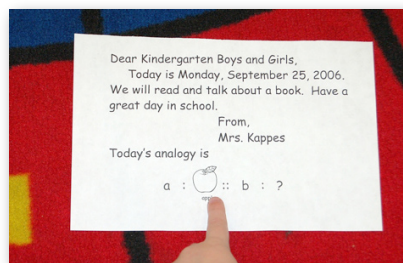 Dear Kindergarten Boys and Girls,
Today is Monday, September 25, 2006.
We will read and talk about a book. Have a
great day in school.
From,
Mrs. Kappes
Today's analogy is
a : :: b : ?